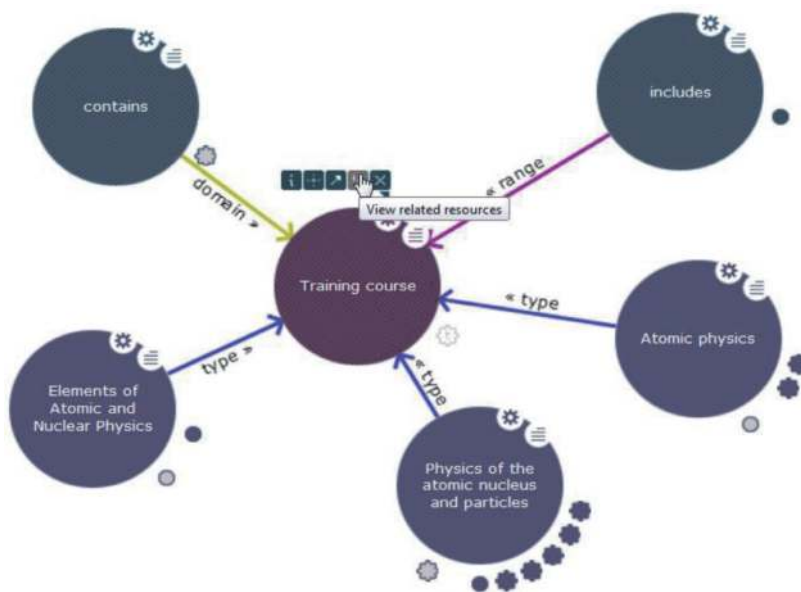 contains
includes
domain »
« range
View related resources
Training course
« type
Atomic physics
type »
« type
Elements of
Atomic and
Nuclear Physics
Physics of the
atomic nucleus
and particles